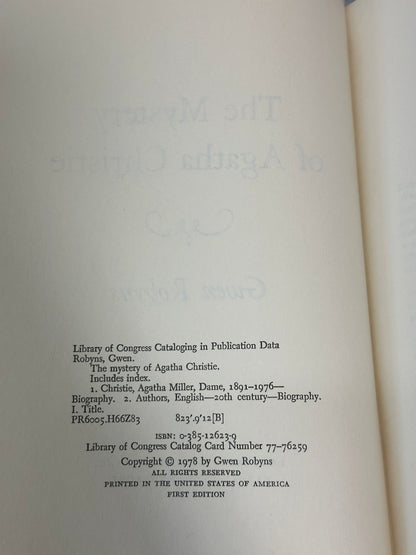 The Mystery
of Agatha Christie
Gwen Robyns
Library of Congress Cataloging in Publication Data
Robyns, Gwen.
The mystery of Agatha Christie.
Includes index.
1. Christie, Agatha Miller, Dame, 1891–1976—
Biography. 2. Authors, English—20th century—Biography.
I. Title.
PR6005.H66Z83 823'.9'12[B]
ISBN: 0-385-12623-9
Library of Congress Catalog Card Number 77-76259
Copyright © 1978 by Gwen Robyns
ALL RIGHTS RESERVED
PRINTED IN THE UNITED STATES OF AMERICA
FIRST EDITION